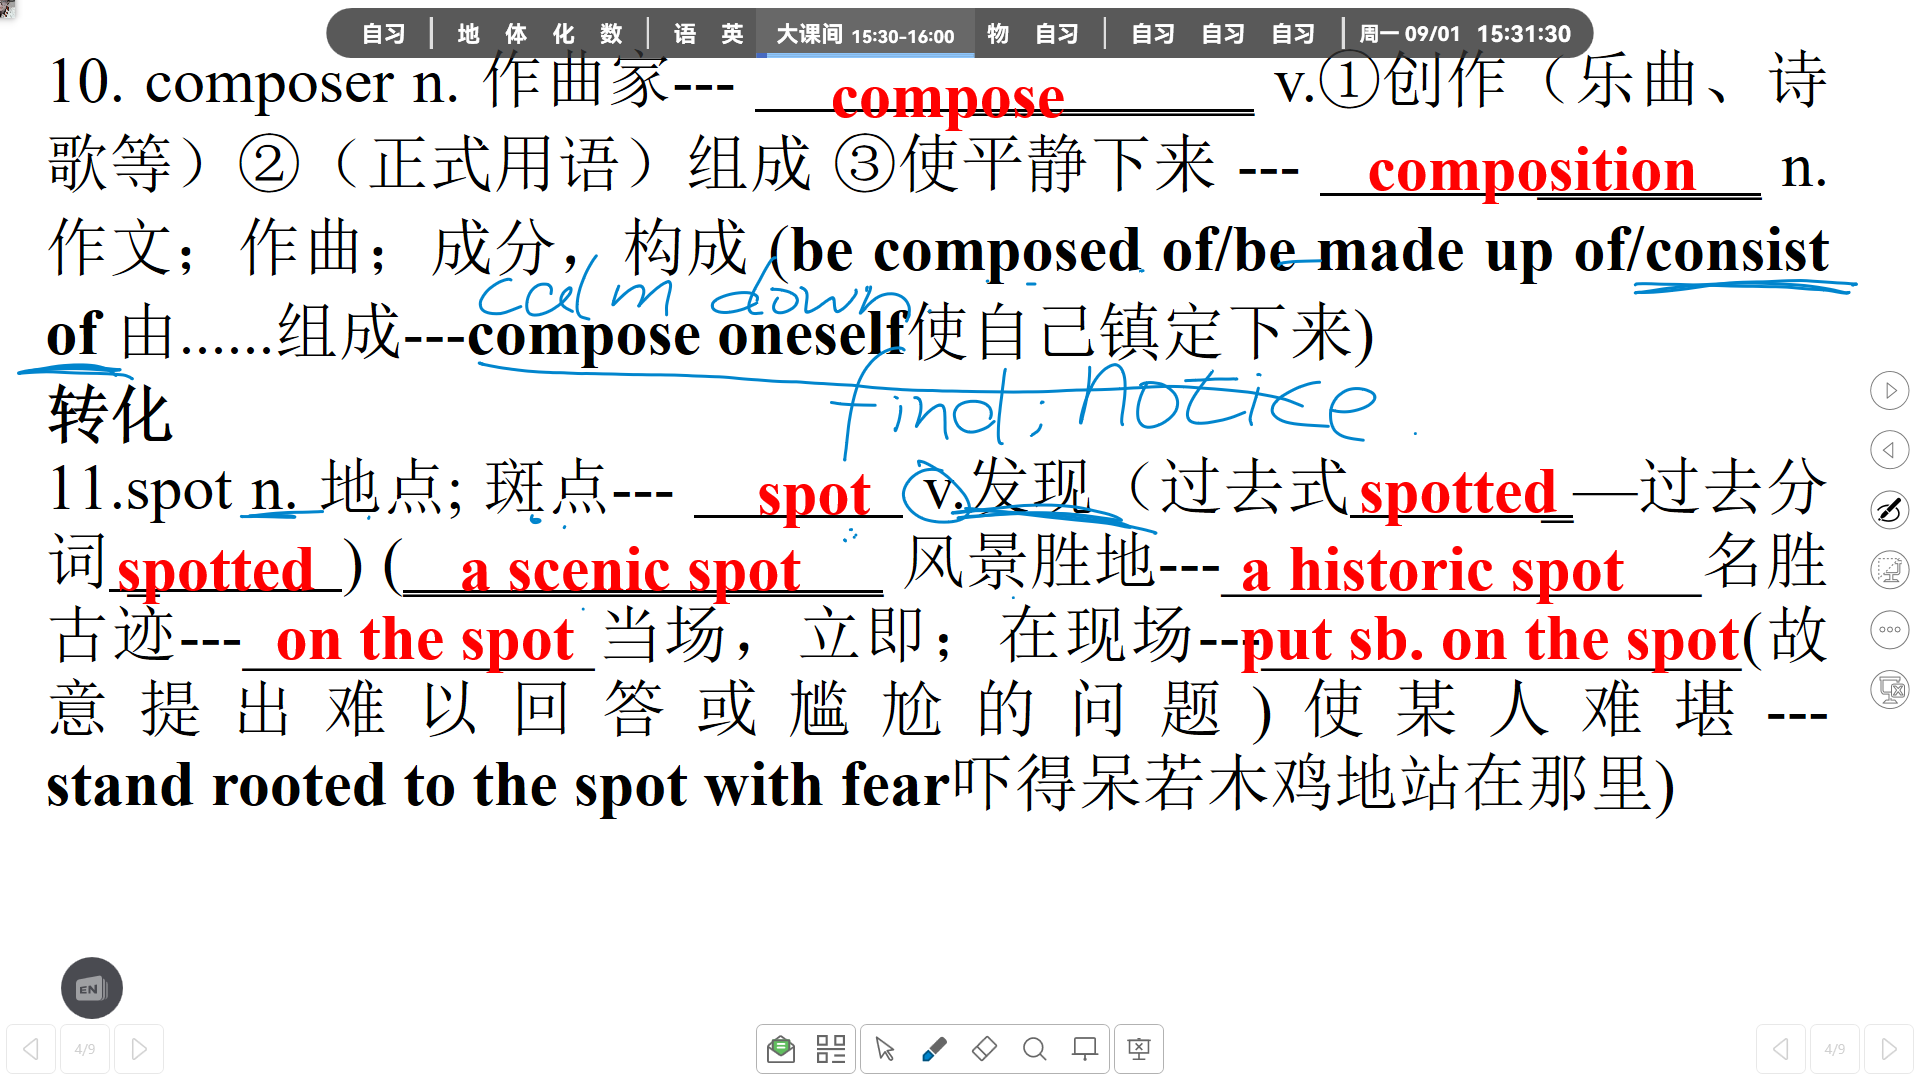 自习 | 地 体 化 数 | 语 英 大课间 15:30-16:00 物 自习 | 自习 自习 自习 | 周一 09/01 15:31:30
10. composer n. 作曲家--- compose v.①创作（乐曲、诗
歌等）②（正式用语）组成 ③使平静下来 --- composition n.
作文；作曲；成分，构成 (be composed of/be made up of/consist
calm down
of 由......组成---compose oneself使自己镇定下来)
find; notice
转化
11.spot n. 地点; 斑点--- spot v.发现（过去式spotted—过去分
词spotted) (a scenic spot 风景胜地---a historic spot名胜
古迹---on the spot 当场，立即；在现场---put sb. on the spot(故
意提出难以回答或尴尬的问题)使某人难堪---
stand rooted to the spot with fear吓得呆若木鸡地站在那里)
EN
4/9
4/9